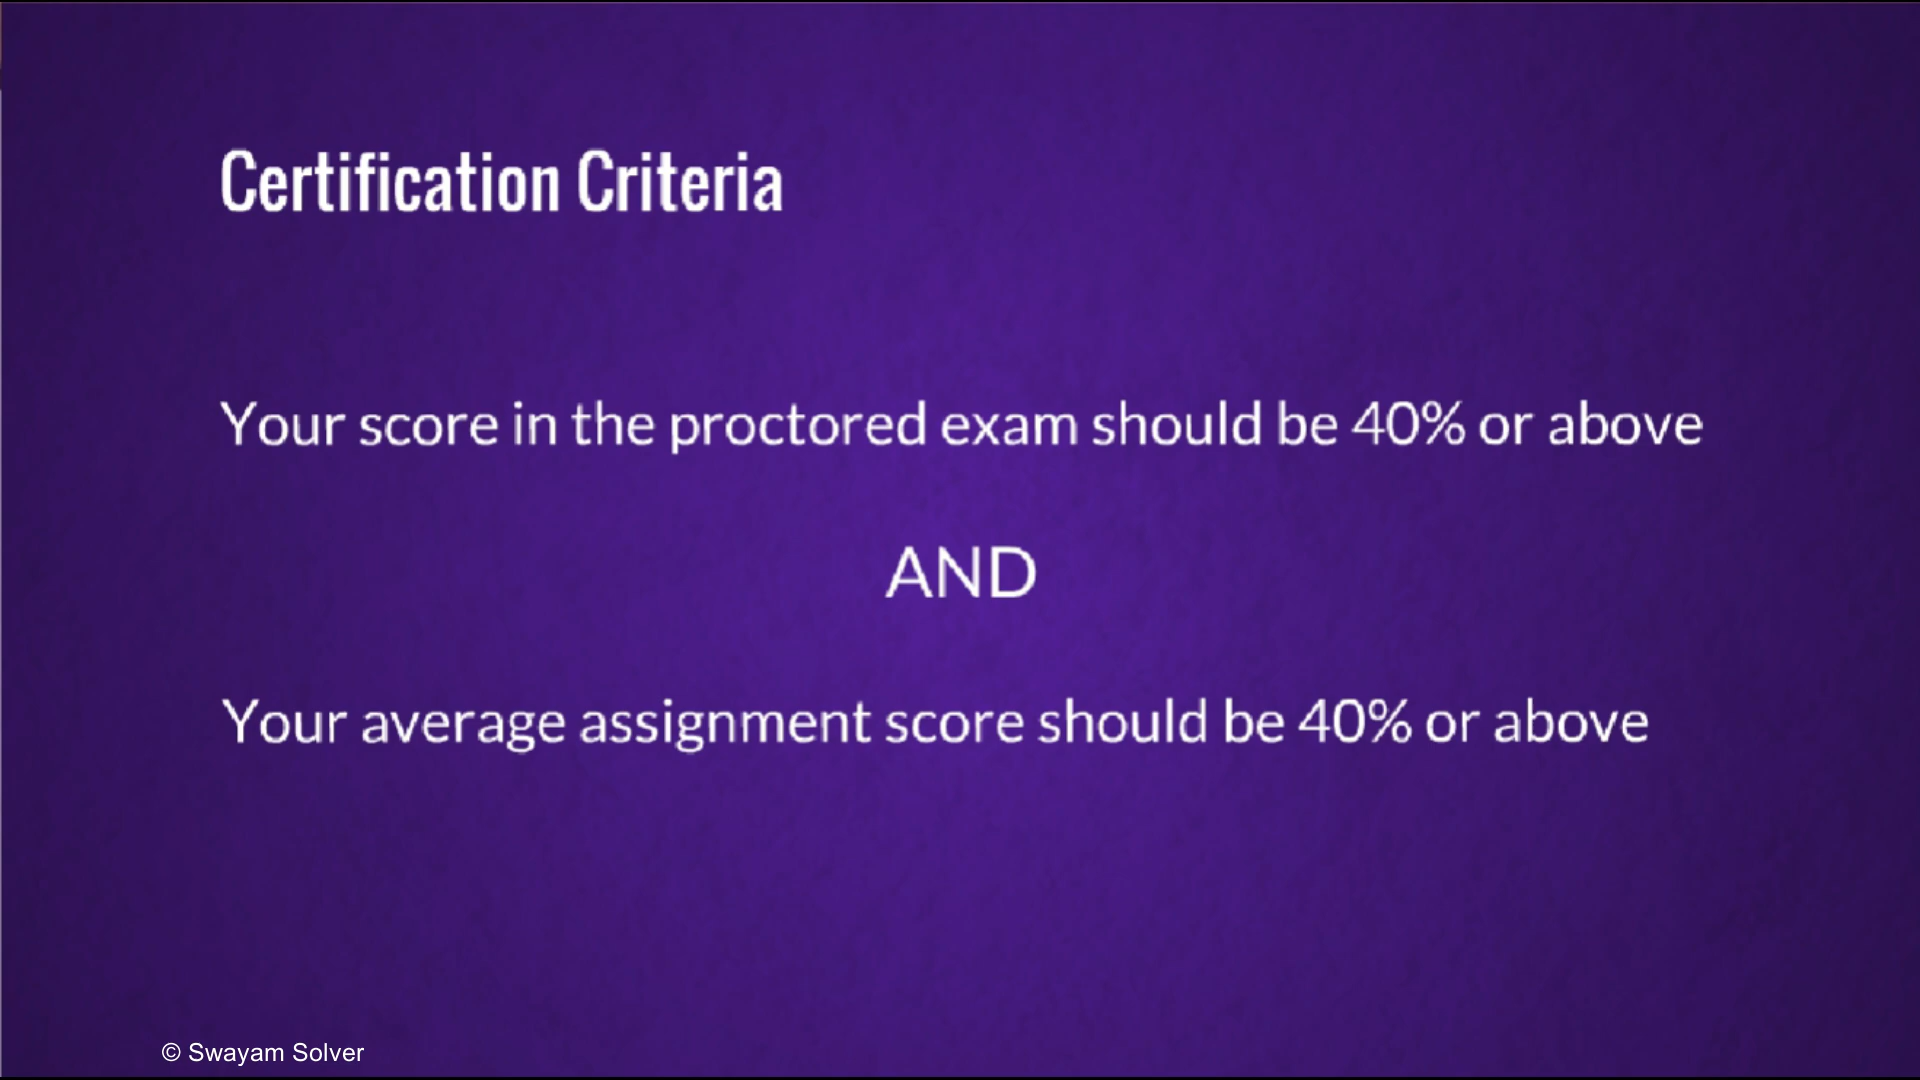 Certification Criteria
Your score in the proctored exam should be 40% or above
AND
Your average assignment score should be 40% or above
© Swayam Solver